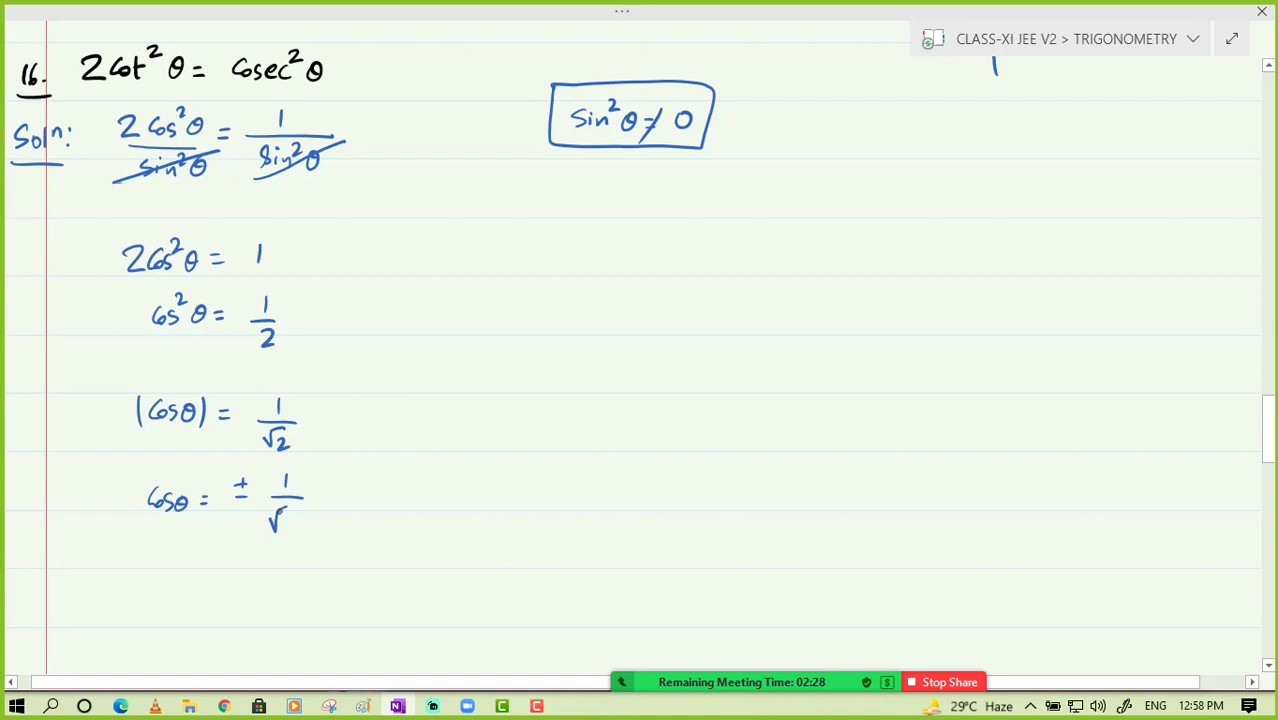 CLASS-XI JEE V2 > TRIGONOMETRY
16. 2Cot²θ = Cosec²θ
Solⁿ: 2Cos²θ/sin²θ = 1/sin²θ
sin²θ ≠ 0
2Cos²θ = 1
Cos²θ = 1/2
|Cosθ| = 1/√2
Cosθ = ± 1/√
Remaining Meeting Time: 02:28
Stop Share
29°C Haze
ENG
12:58 PM